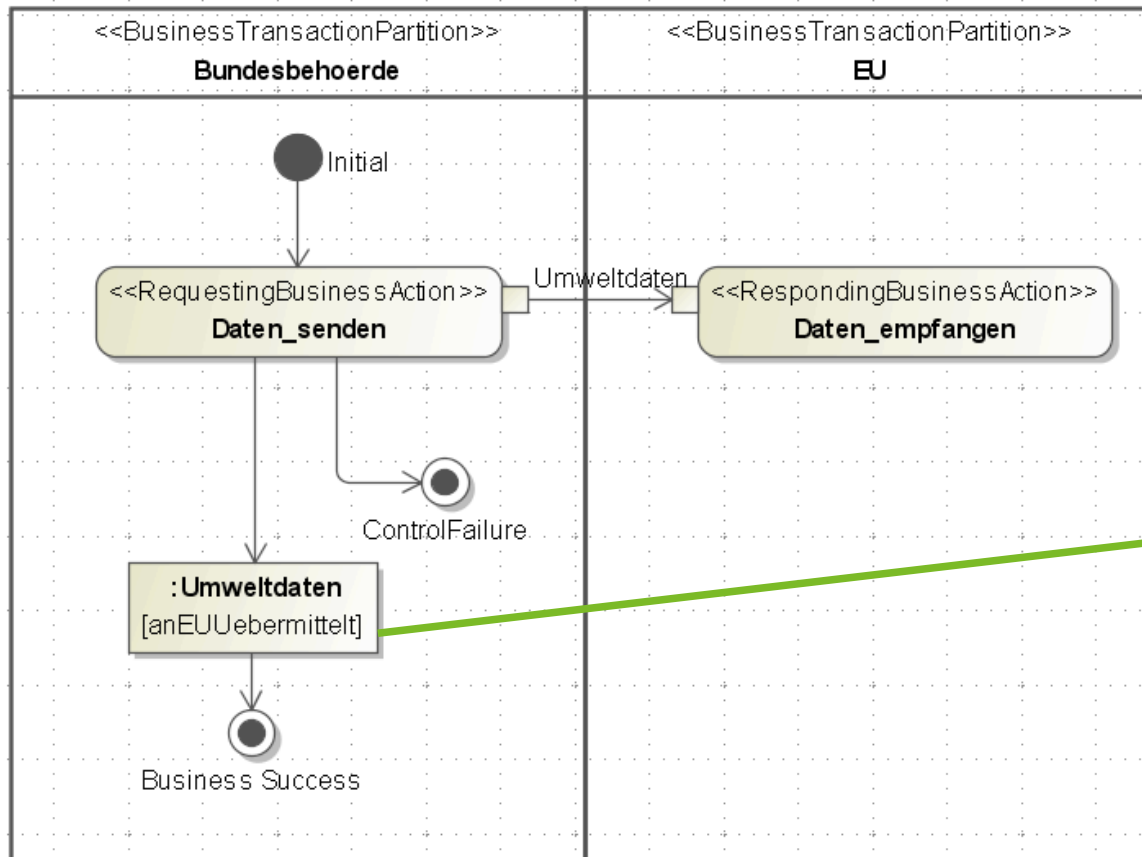 <<BusinessTransactionPartition>>
Bundesbehoerde
<<BusinessTransactionPartition>>
EU
Initial
<<RequestingBusinessAction>>
Daten_senden
Umweltdaten
<<RespondingBusinessAction>>
Daten_empfangen
ControlFailure
:Umweltdaten
[anEUUebermittelt]
Business Success